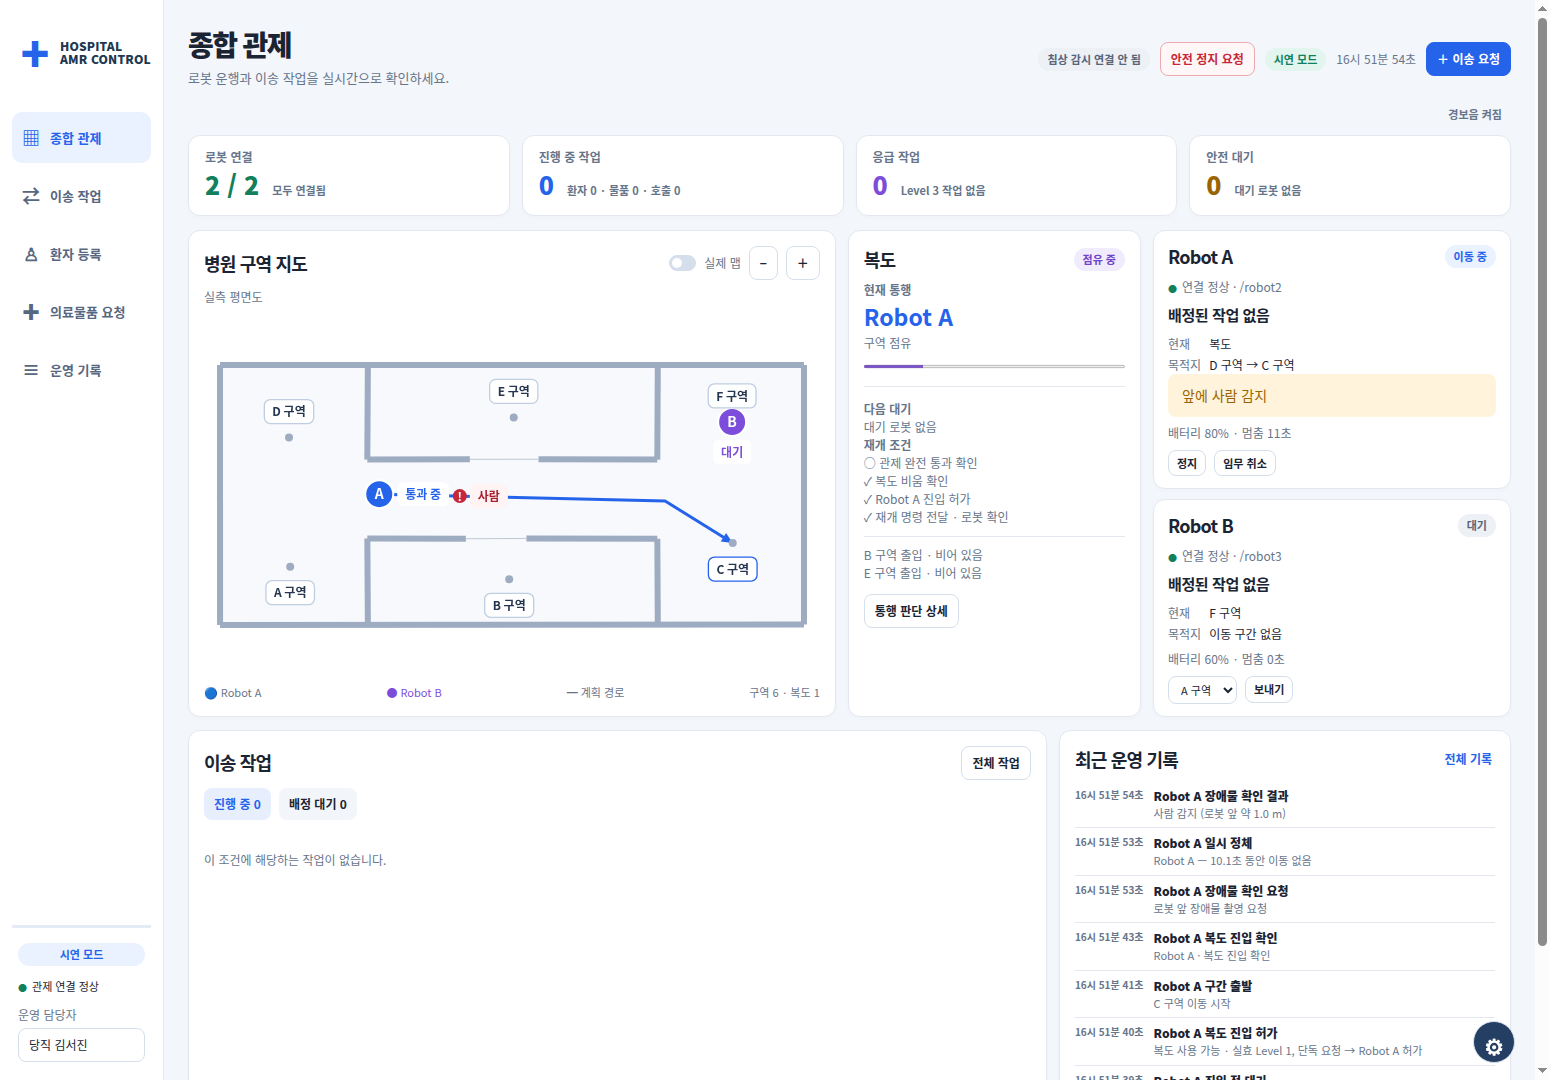 HOSPITAL
AMR CONTROL
종합 관제
이송 작업
환자 등록
의료물품 요청
운영 기록
시연 모드
관제 연결 정상
운영 담당자
당직 김서진
종합 관제
로봇 운행과 이송 작업을 실시간으로 확인하세요.
침상 감시 연결 안 됨
안전 정지 요청
시연 모드
16시 51분 54초
+ 이송 요청
경보음 켜짐
로봇 연결
2 / 2 모두 연결됨
진행 중 작업
0 환자 0 · 물품 0 · 호출 0
응급 작업
0 Level 3 작업 없음
안전 대기
0 대기 로봇 없음
병원 구역 지도
실제 맵
−
+
실측 평면도
D 구역
E 구역
F 구역
B
대기
A
통과 중
!
사람
C 구역
A 구역
B 구역
Robot A
Robot B
— 계획 경로
구역 6 · 복도 1
복도
점유 중
현재 통행
Robot A
구역 점유
다음 대기
대기 로봇 없음
재개 조건
○ 관제 완전 통과 확인
✓ 복도 비움 확인
✓ Robot A 진입 허가
✓ 재개 명령 전달 · 로봇 확인
B 구역 출입 · 비어 있음
E 구역 출입 · 비어 있음
통행 판단 상세
Robot A
이동 중
연결 정상 · /robot2
배정된 작업 없음
현재 복도
목적지 D 구역 → C 구역
앞에 사람 감지
배터리 80% · 멈춤 11초
정지
임무 취소
Robot B
대기
연결 정상 · /robot3
배정된 작업 없음
현재 F 구역
목적지 이동 구간 없음
배터리 60% · 멈춤 0초
A 구역
보내기
이송 작업
전체 작업
진행 중 0
배정 대기 0
이 조건에 해당하는 작업이 없습니다.
최근 운영 기록
전체 기록
16시 51분 54초 Robot A 장애물 확인 결과
사람 감지 (로봇 앞 약 1.0 m)
16시 51분 53초 Robot A 일시 정체
Robot A — 10.1초 동안 이동 없음
16시 51분 53초 Robot A 장애물 확인 요청
로봇 앞 장애물 촬영 요청
16시 51분 43초 Robot A 복도 진입 확인
Robot A · 복도 진입 확인
16시 51분 41초 Robot A 구간 출발
C 구역 이동 시작
16시 51분 40초 Robot A 복도 진입 허가
복도 사용 가능 · 실효 Level 1, 단독 요청 → Robot A 허가
16시 51분 39초 Robot A 진입 전 대기